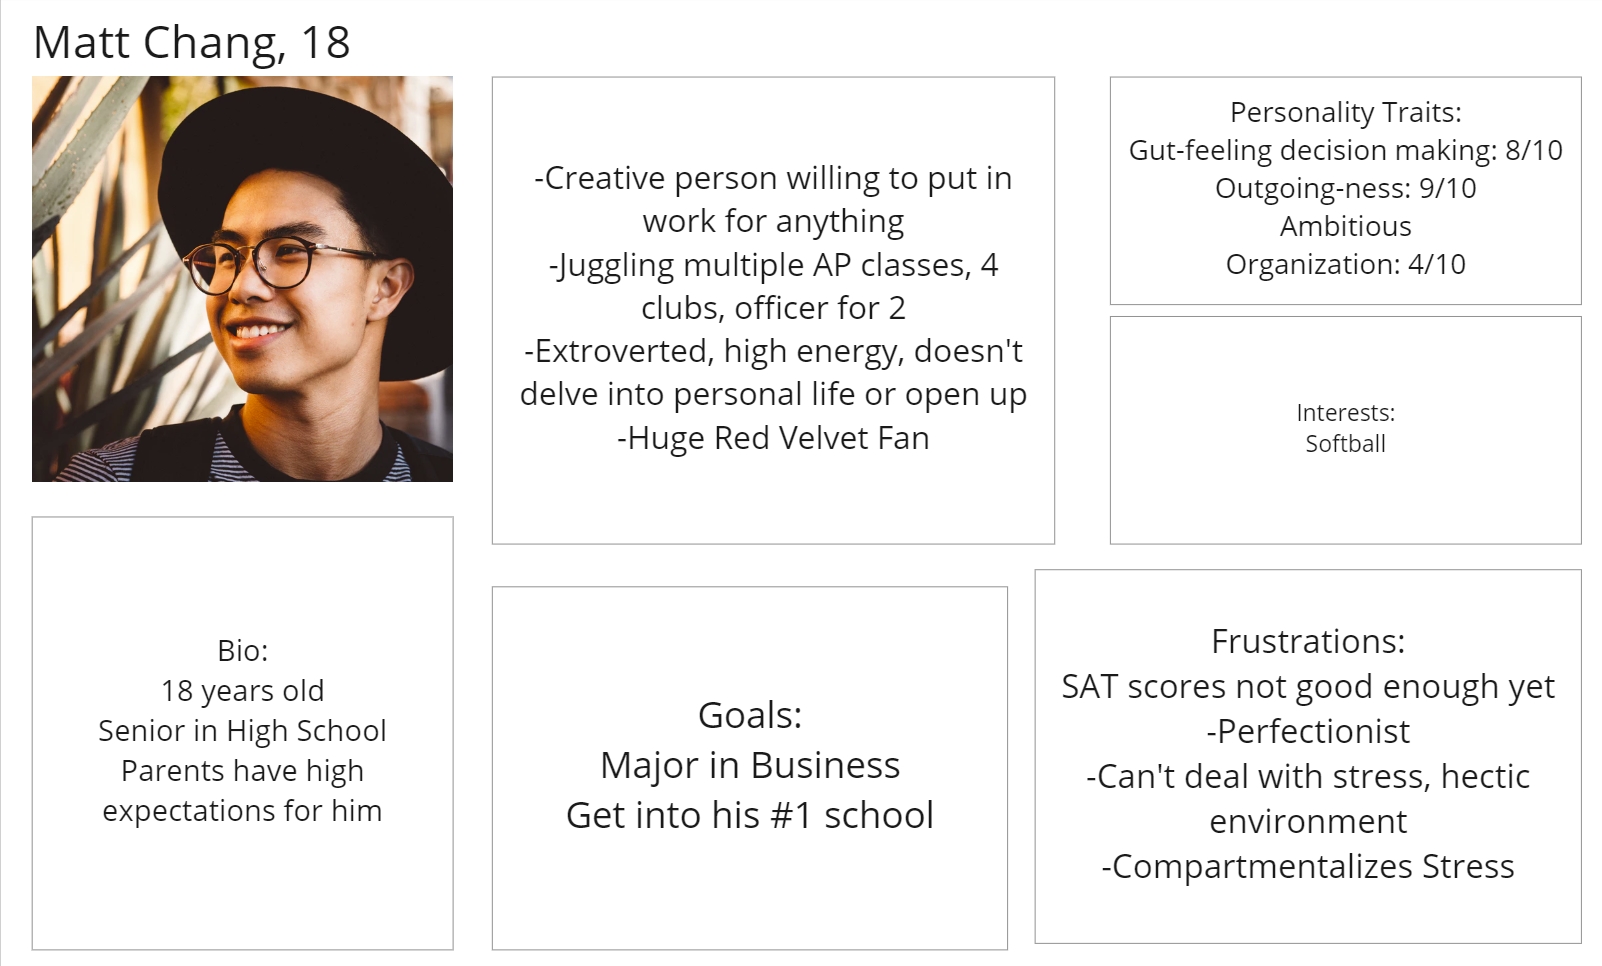 Matt Chang, 18
-Creative person willing to put in
work for anything
-Juggling multiple AP classes, 4
clubs, officer for 2
-Extroverted, high energy, doesn't
delve into personal life or open up
-Huge Red Velvet Fan
Personality Traits:
Gut-feeling decision making: 8/10
Outgoing-ness: 9/10
Ambitious
Organization: 4/10
Interests:
Softball
Bio:
18 years old
Senior in High School
Parents have high
expectations for him
Goals:
Major in Business
Get into his #1 school
Frustrations:
SAT scores not good enough yet
-Perfectionist
-Can't deal with stress, hectic
environment
-Compartmentalizes Stress